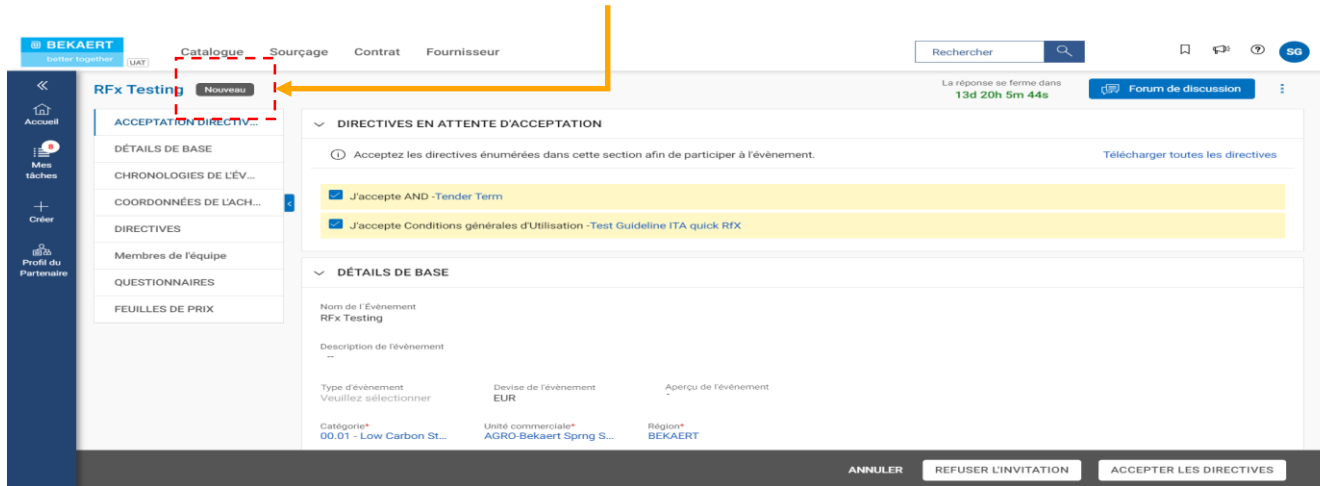 BEKAERT
better together
UAT
Catalogue Sourçage Contrat Fournisseur
Rechercher
SG
RFx Testing Nouveau
La réponse se ferme dans
13d 20h 5m 44s
Forum de discussion
Accueil
8
Mes
tâches
Créer
Profil du
Partenaire
ACCEPTATION DIRECTIV...
DÉTAILS DE BASE
CHRONOLOGIES DE L'ÉV...
COORDONNÉES DE L'ACH...
DIRECTIVES
Membres de l'équipe
QUESTIONNAIRES
FEUILLES DE PRIX
DIRECTIVES EN ATTENTE D'ACCEPTATION
Acceptez les directives énumérées dans cette section afin de participer à l'évènement.
Télécharger toutes les directives
J'accepte AND -Tender Term
J'accepte Conditions générales d'Utilisation -Test Guideline ITA quick RfX
DÉTAILS DE BASE
Nom de l'Évènement
RFx Testing
Description de l'évènement
--
Type d'évènement Devise de l'évènement Aperçu de l'évènement
Veuillez sélectionner EUR -
Catégorie* Unité commerciale* Région*
00.01 - Low Carbon St... AGRO-Bekaert Sprng S... BEKAERT
ANNULER REFUSER L'INVITATION ACCEPTER LES DIRECTIVES